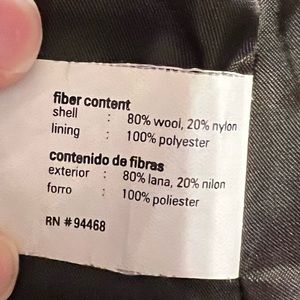 fiber content
shell : 80% wool, 20% nylon
lining : 100% polyester
contenido de fibras
exterior : 80% lana, 20% nilon
forro : 100% poliester
RN # 94468